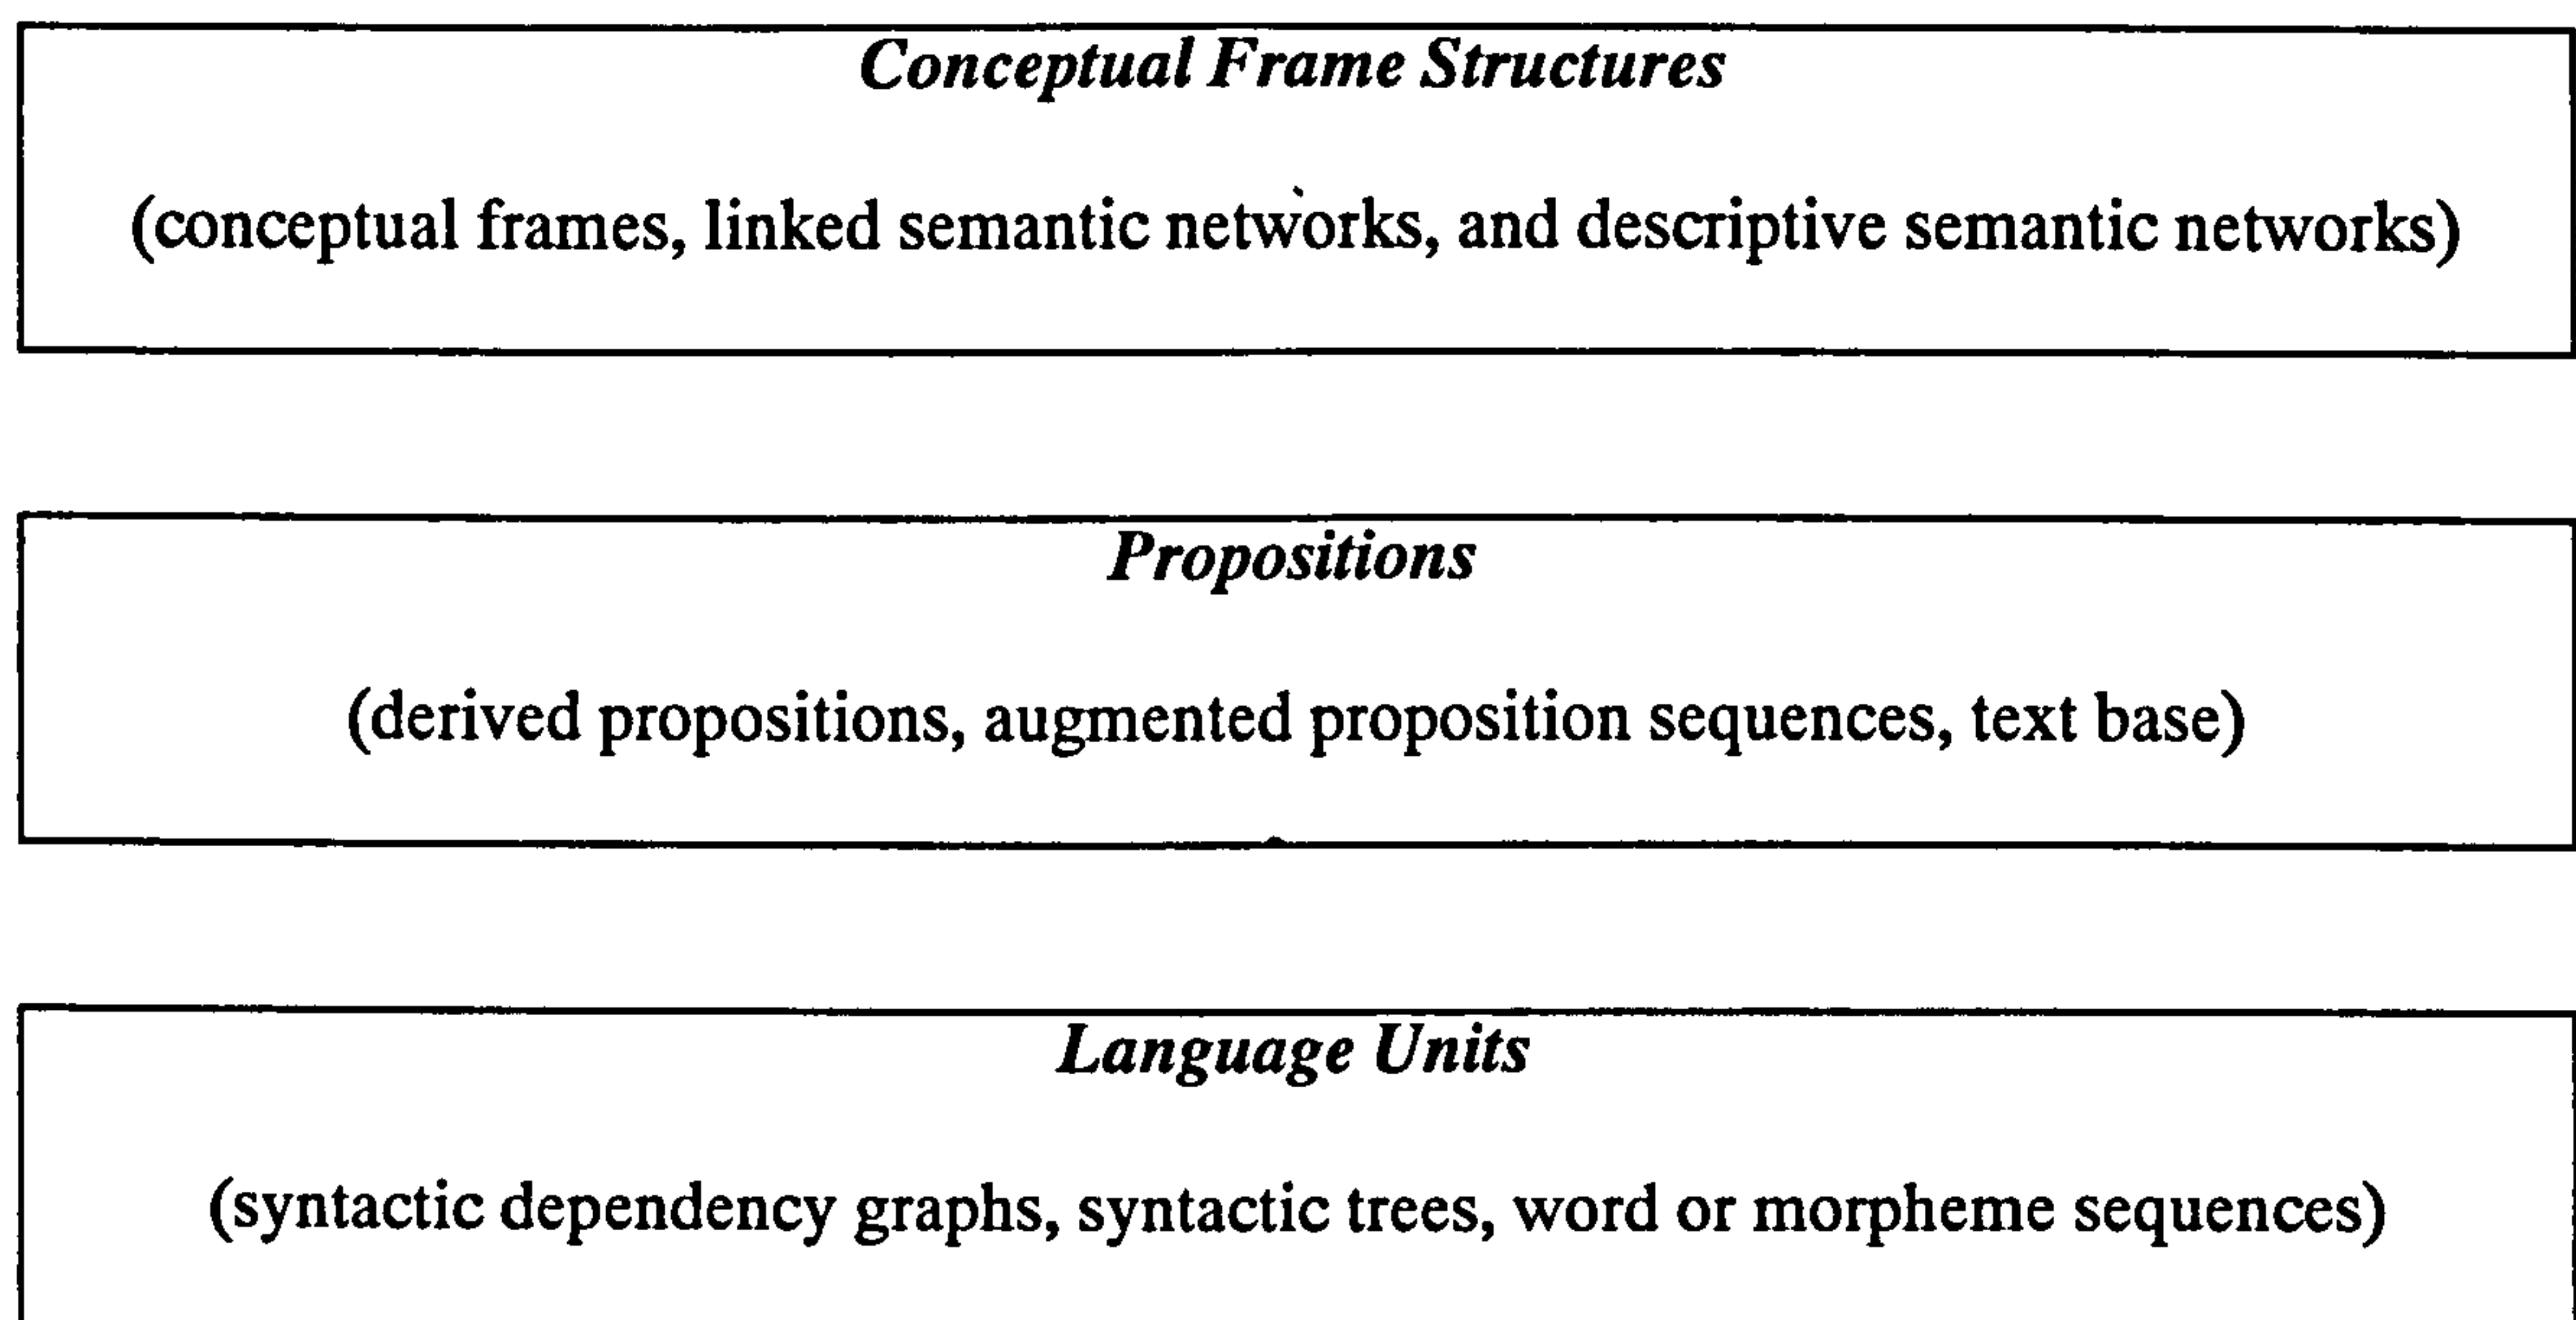 Conceptual Frame Structures
(conceptual frames, linked semantic networks, and descriptive semantic networks)
Propositions
(derived propositions, augmented proposition sequences, text base)
Language Units
(syntactic dependency graphs, syntactic trees, word or morpheme sequences)